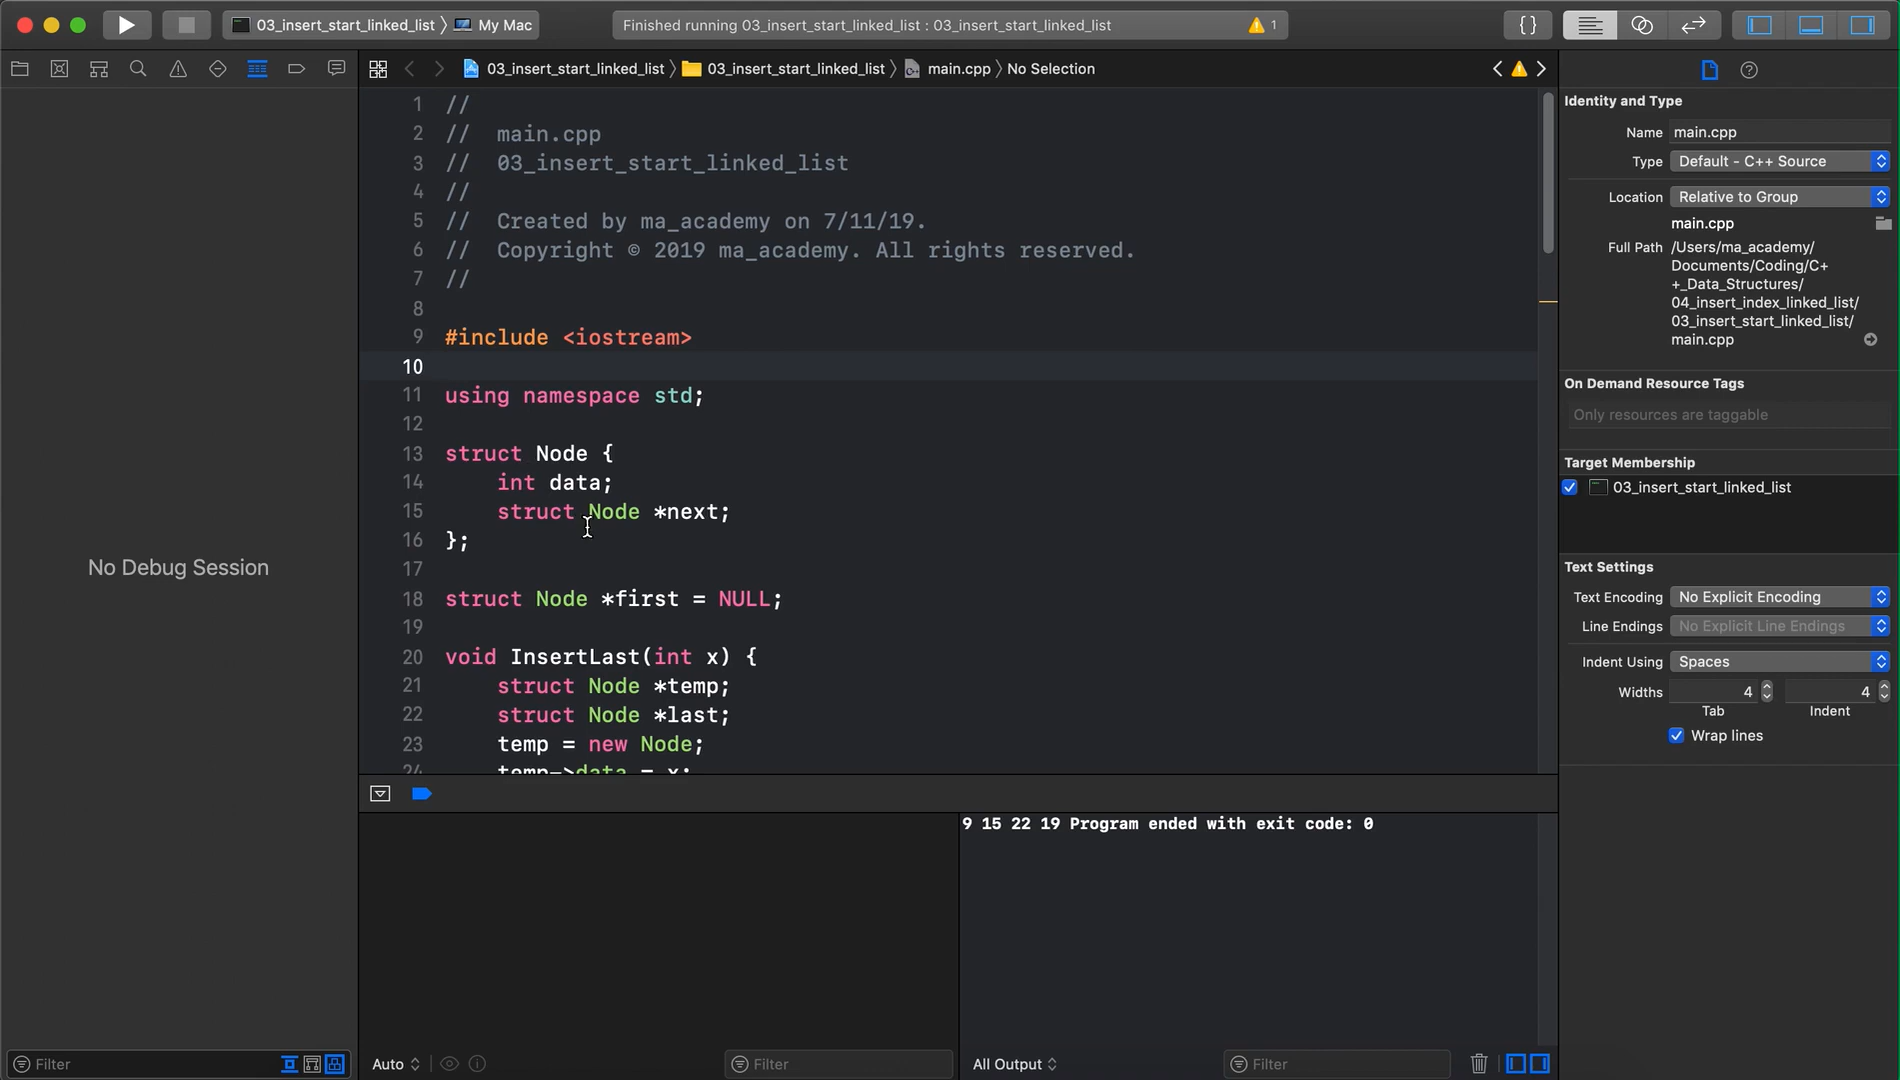 03_insert_start_linked_list 〉 My Mac
Finished running 03_insert_start_linked_list : 03_insert_start_linked_list
1
{}
03_insert_start_linked_list 〉 03_insert_start_linked_list 〉 main.cpp 〉 No Selection
1 //
2 //  main.cpp
3 //  03_insert_start_linked_list
4 //
5 //  Created by ma_academy on 7/11/19.
6 //  Copyright © 2019 ma_academy. All rights reserved.
7 //
8
9 #include <iostream>
10
11 using namespace std;
12
13 struct Node {
14     int data;
15     struct Node *next;
16 };
17
18 struct Node *first = NULL;
19
20 void InsertLast(int x) {
21     struct Node *temp;
22     struct Node *last;
23     temp = new Node;
24     temp->data = x;
No Debug Session
9 15 22 19 Program ended with exit code: 0
Filter
Auto
Filter
All Output
Filter
Identity and Type
Name main.cpp
Type Default - C++ Source
Location Relative to Group
main.cpp
Full Path /Users/ma_academy/
Documents/Coding/C+
+_Data_Structures/
04_insert_index_linked_list/
03_insert_start_linked_list/
main.cpp
On Demand Resource Tags
Only resources are taggable
Target Membership
03_insert_start_linked_list
Text Settings
Text Encoding No Explicit Encoding
Line Endings No Explicit Line Endings
Indent Using Spaces
Widths 4 4
Tab Indent
Wrap lines